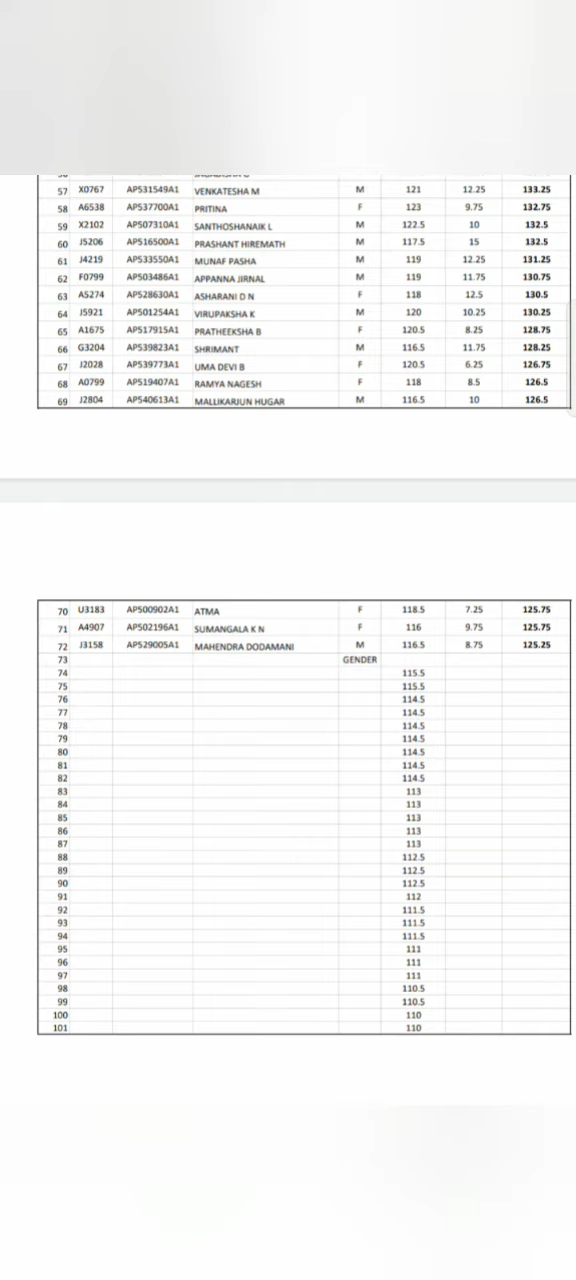 57 X0767 AP531549A1 VENKATESHA M M 121 12.25 133.25
58 A6538 AP537700A1 PRITINA F 123 9.75 132.75
59 X2102 AP507310A1 SANTHOSHANAIK L M 122.5 10 132.5
60 J5206 AP516500A1 PRASHANT HIREMATH M 117.5 15 132.5
61 J4219 AP533550A1 MUNAF PASHA M 119 12.25 131.25
62 F0799 AP503486A1 APPANNA JIRNAL M 119 11.75 130.75
63 A5274 AP528630A1 ASHARANI D N F 118 12.5 130.5
64 J5921 AP501254A1 VIRUPAKSHA K M 120 10.25 130.25
65 A1675 AP517915A1 PRATHEEKSHA B F 120.5 8.25 128.75
66 G3204 AP539823A1 SHRIMANT M 116.5 11.75 128.25
67 J2028 AP539773A1 UMA DEVI B F 120.5 6.25 126.75
68 A0799 AP519407A1 RAMYA NAGESH F 118 8.5 126.5
69 J2804 AP540613A1 MALLIKARJUN HUGAR M 116.5 10 126.5
70 U3183 AP500902A1 ATMA F 118.5 7.25 125.75
71 A4907 AP502196A1 SUMANGALA K N F 116 9.75 125.75
72 J3158 AP529005A1 MAHENDRA DODAMANI M 116.5 8.75 125.25
73 GENDER
74 115.5
75 115.5
76 114.5
77 114.5
78 114.5
79 114.5
80 114.5
81 114.5
82 114.5
83 113
84 113
85 113
86 113
87 113
88 112.5
89 112.5
90 112.5
91 112
92 111.5
93 111.5
94 111.5
95 111
96 111
97 111
98 110.5
99 110.5
100 110
101 110